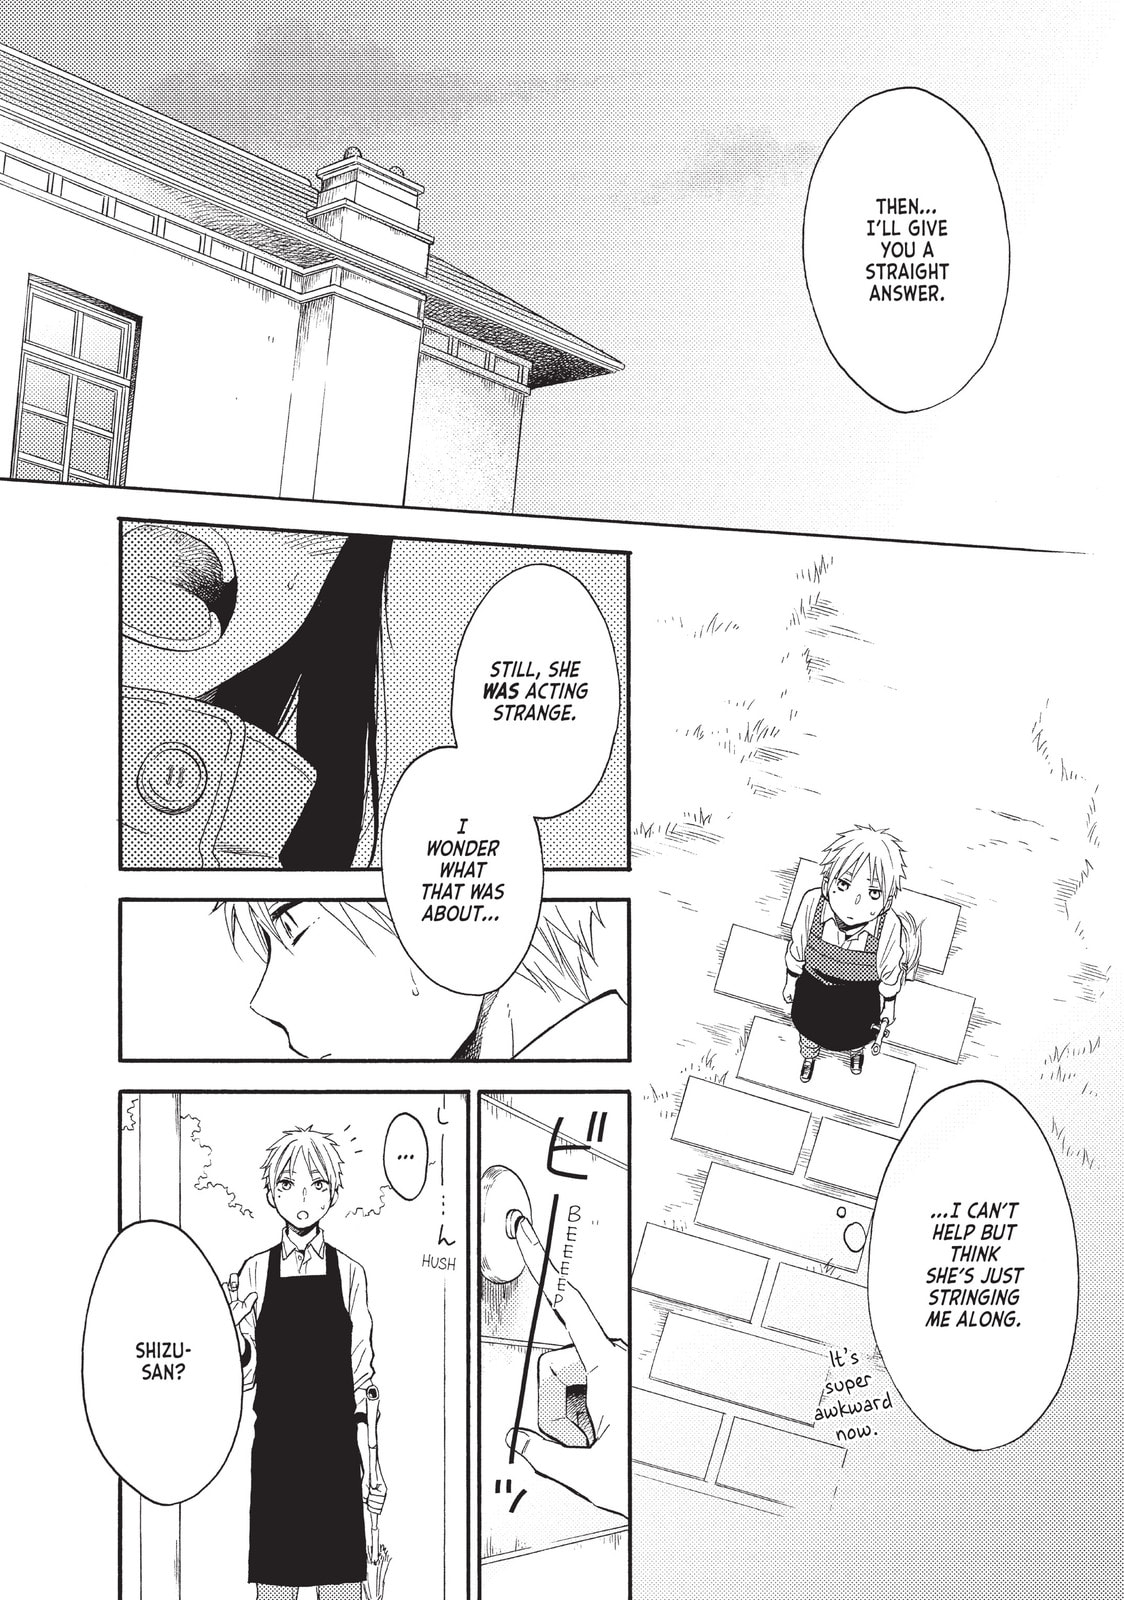 THEN...
I'LL GIVE
YOU A
STRAIGHT
ANSWER.
STILL, SHE
WAS ACTING
STRANGE.
I
WONDER
WHAT
THAT WAS
ABOUT...
...I CAN'T
HELP BUT
THINK
SHE'S JUST
STRINGING
ME ALONG.
It's
super
awkward
now.
ビーッ
BEEEEP
しー…ん
HUSH
...
SHIZU-
SAN?